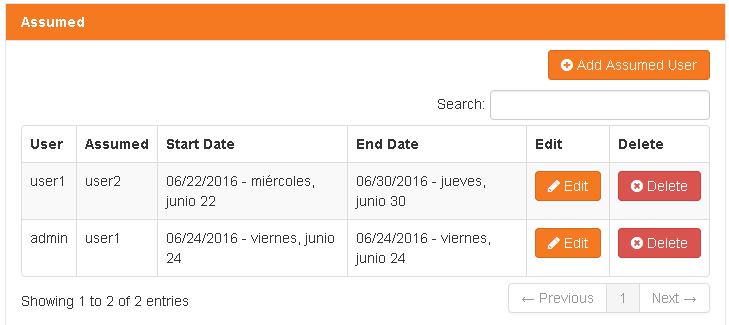 Assumed
Add Assumed User
Search:
User Assumed Start Date End Date Edit Delete
user1 user2 06/22/2016 - miércoles, 06/30/2016 - jueves, Edit Delete
junio 22 junio 30
admin user1 06/24/2016 - viernes, junio 06/24/2016 - viernes, Edit Delete
24 junio 24
Showing 1 to 2 of 2 entries ← Previous 1 Next →